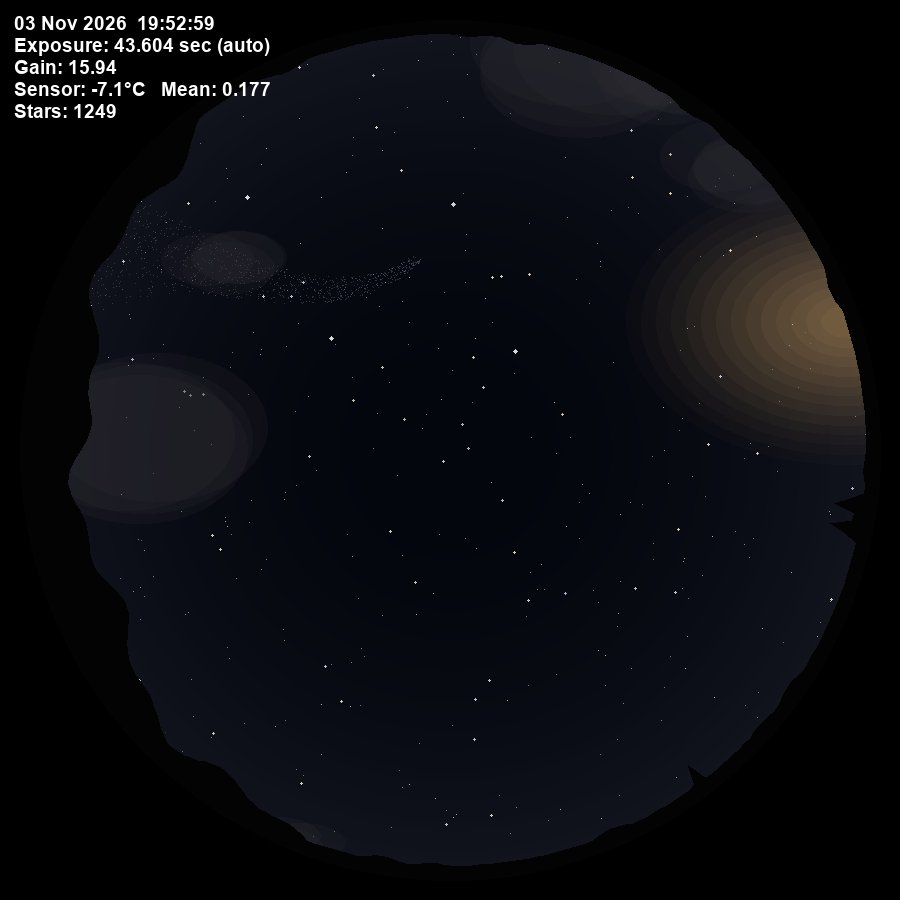 03 Nov 2026  19:52:59
Exposure: 43.604 sec (auto)
Gain: 15.94
Sensor: -7.1°C   Mean: 0.177
Stars: 1249